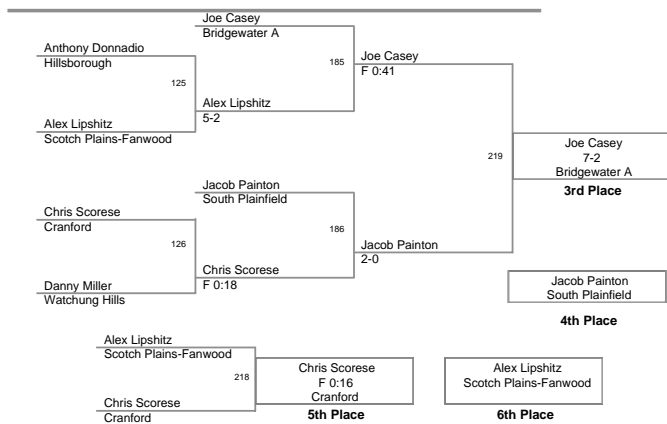 Joe Casey
Bridgewater A
Anthony Donnadio
Hillsborough
185
Joe Casey
F 0:41
125
Alex Lipshitz
5-2
Alex Lipshitz
Scotch Plains-Fanwood
219
Joe Casey
7-2
Bridgewater A
3rd Place
Jacob Painton
South Plainfield
Chris Scorese
Cranford
186
126
Jacob Painton
2-0
Chris Scorese
F 0:18
Danny Miller
Watchung Hills
Jacob Painton
South Plainfield
4th Place
Alex Lipshitz
Scotch Plains-Fanwood
218
Chris Scorese
F 0:16
Cranford
5th Place
Chris Scorese
Cranford
Alex Lipshitz
Scotch Plains-Fanwood
6th Place